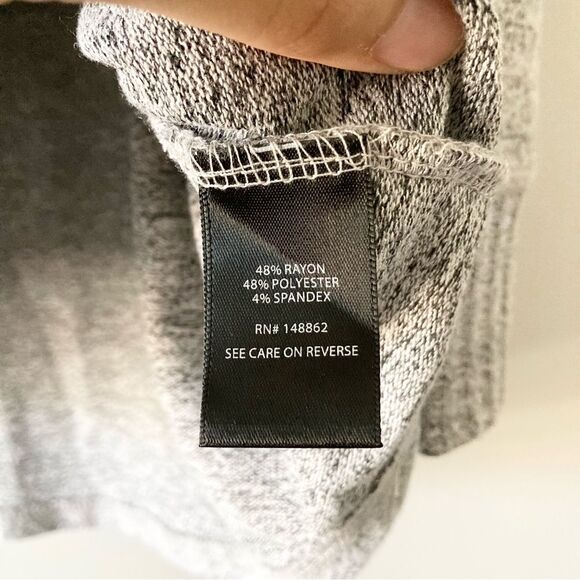 48% RAYON
48% POLYESTER
4% SPANDEX
RN# 148862
SEE CARE ON REVERSE